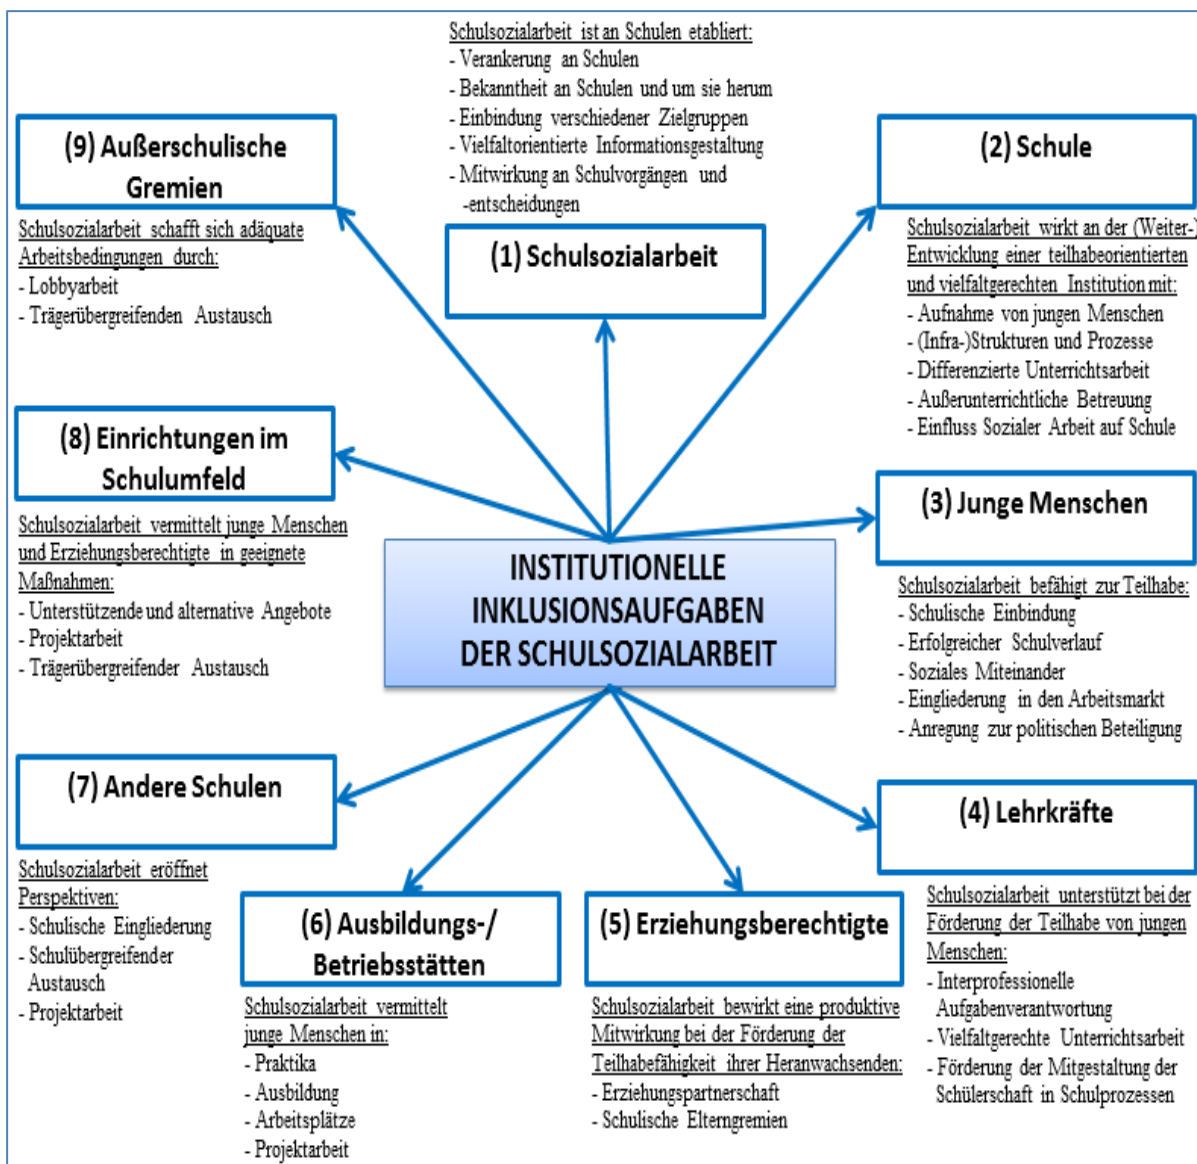 Schulsozialarbeit ist an Schulen etabliert:
- Verankerung an Schulen
- Bekanntheit an Schulen und um sie herum
- Einbindung verschiedener Zielgruppen
- Vielfaltorientierte Informationsgestaltung
- Mitwirkung an Schulvorgängen und
-entscheidungen
(1) Schulsozialarbeit
(2) Schule
Schulsozialarbeit wirkt an der (Weiter-)
Entwicklung einer teilhabeorientierten
und vielfaltgerechten Institution mit:
- Aufnahme von jungen Menschen
- (Infra-)Strukturen und Prozesse
- Differenzierte Unterrichtsarbeit
- Außerunterrichtliche Betreuung
- Einfluss Sozialer Arbeit auf Schule
(3) Junge Menschen
Schulsozialarbeit befähigt zur Teilhabe:
- Schulische Einbindung
- Erfolgreicher Schulverlauf
- Soziales Miteinander
- Eingliederung in den Arbeitsmarkt
- Anregung zur politischen Beteiligung
(4) Lehrkräfte
Schulsozialarbeit unterstützt bei der
Förderung der Teilhabe von jungen
Menschen:
- Interprofessionelle
Aufgabenverantwortung
- Vielfaltgerechte Unterrichtsarbeit
- Förderung der Mitgestaltung der
Schülerschaft in Schulprozessen
(5) Erziehungsberechtigte
Schulsozialarbeit bewirkt eine produktive
Mitwirkung bei der Förderung der
Teilhabefähigkeit ihrer Heranwachsenden:
- Erziehungspartnerschaft
- Schulische Elterngremien
(6) Ausbildungs-/
Betriebsstätten
Schulsozialarbeit vermittelt
junge Menschen in:
- Praktika
- Ausbildung
- Arbeitsplätze
- Projektarbeit
(7) Andere Schulen
Schulsozialarbeit eröffnet
Perspektiven:
- Schulische Eingliederung
- Schulübergreifender
Austausch
- Projektarbeit
(8) Einrichtungen im
Schulumfeld
Schulsozialarbeit vermittelt junge Menschen
und Erziehungsberechtigte in geeignete
Maßnahmen:
- Unterstützende und alternative Angebote
- Projektarbeit
- Trägerübergreifender Austausch
(9) Außerschulische
Gremien
Schulsozialarbeit schafft sich adäquate
Arbeitsbedingungen durch:
- Lobbyarbeit
- Trägerübergreifenden Austausch
INSTITUTIONELLE
INKLUSIONSAUFGABEN
DER SCHULSOZIALARBEIT